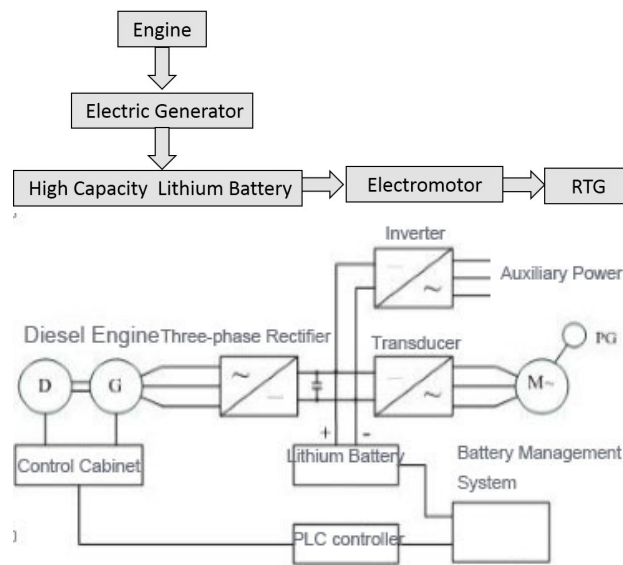 Engine
Electric Generator
High Capacity Lithium Battery
Electromotor
RTG
Inverter
Auxiliary Power
Diesel Engine
Three-phase Rectifier
Transducer
PG
D
G
M~
+ -
Lithium Battery
Battery Management
System
Control Cabinet
PLC controller